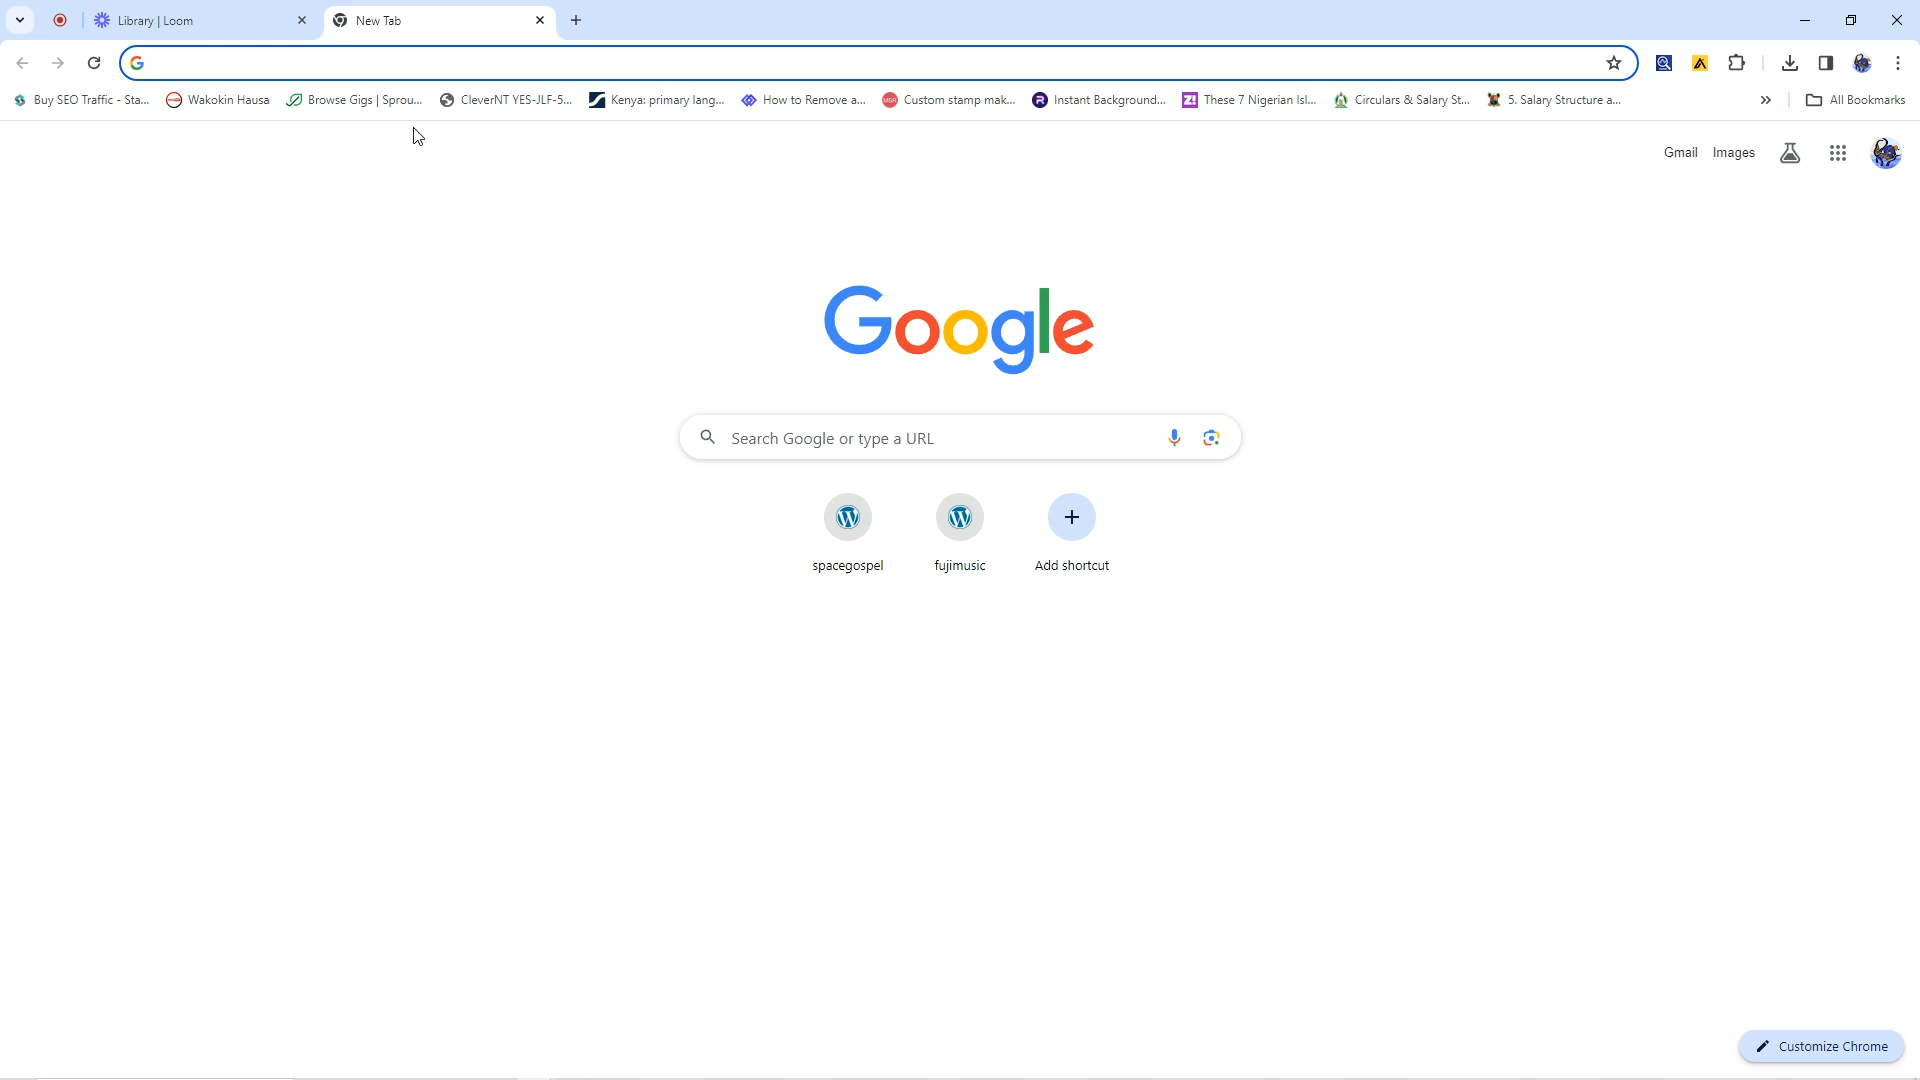 Library | Loom
New Tab
Buy SEO Traffic - Sta...
Wakokin Hausa
Browse Gigs | Sprou...
CleverNT YES-JLF-5...
Kenya: primary lang...
How to Remove a...
Custom stamp mak...
Instant Background...
These 7 Nigerian Isl...
Circulars & Salary St...
5. Salary Structure a...
All Bookmarks
Gmail
Images
Google
Search Google or type a URL
spacegospel
fujimusic
Add shortcut
Customize Chrome